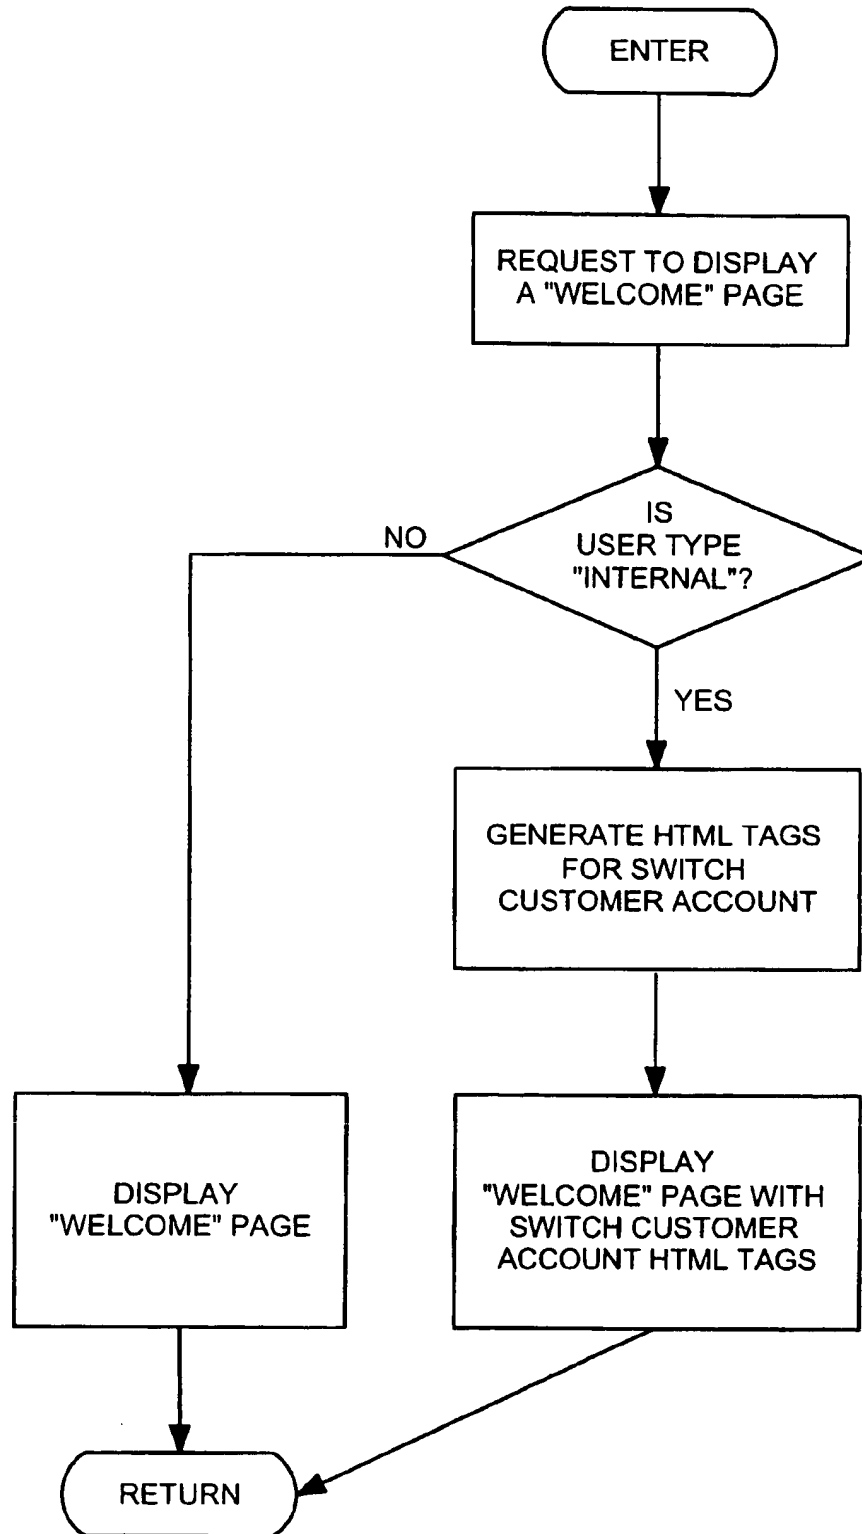 ENTER
REQUEST TO DISPLAY
A "WELCOME" PAGE
IS
USER TYPE
"INTERNAL"?
NO
YES
GENERATE HTML TAGS
FOR SWITCH
CUSTOMER ACCOUNT
DISPLAY
"WELCOME" PAGE
DISPLAY
"WELCOME" PAGE WITH
SWITCH CUSTOMER
ACCOUNT HTML TAGS
RETURN